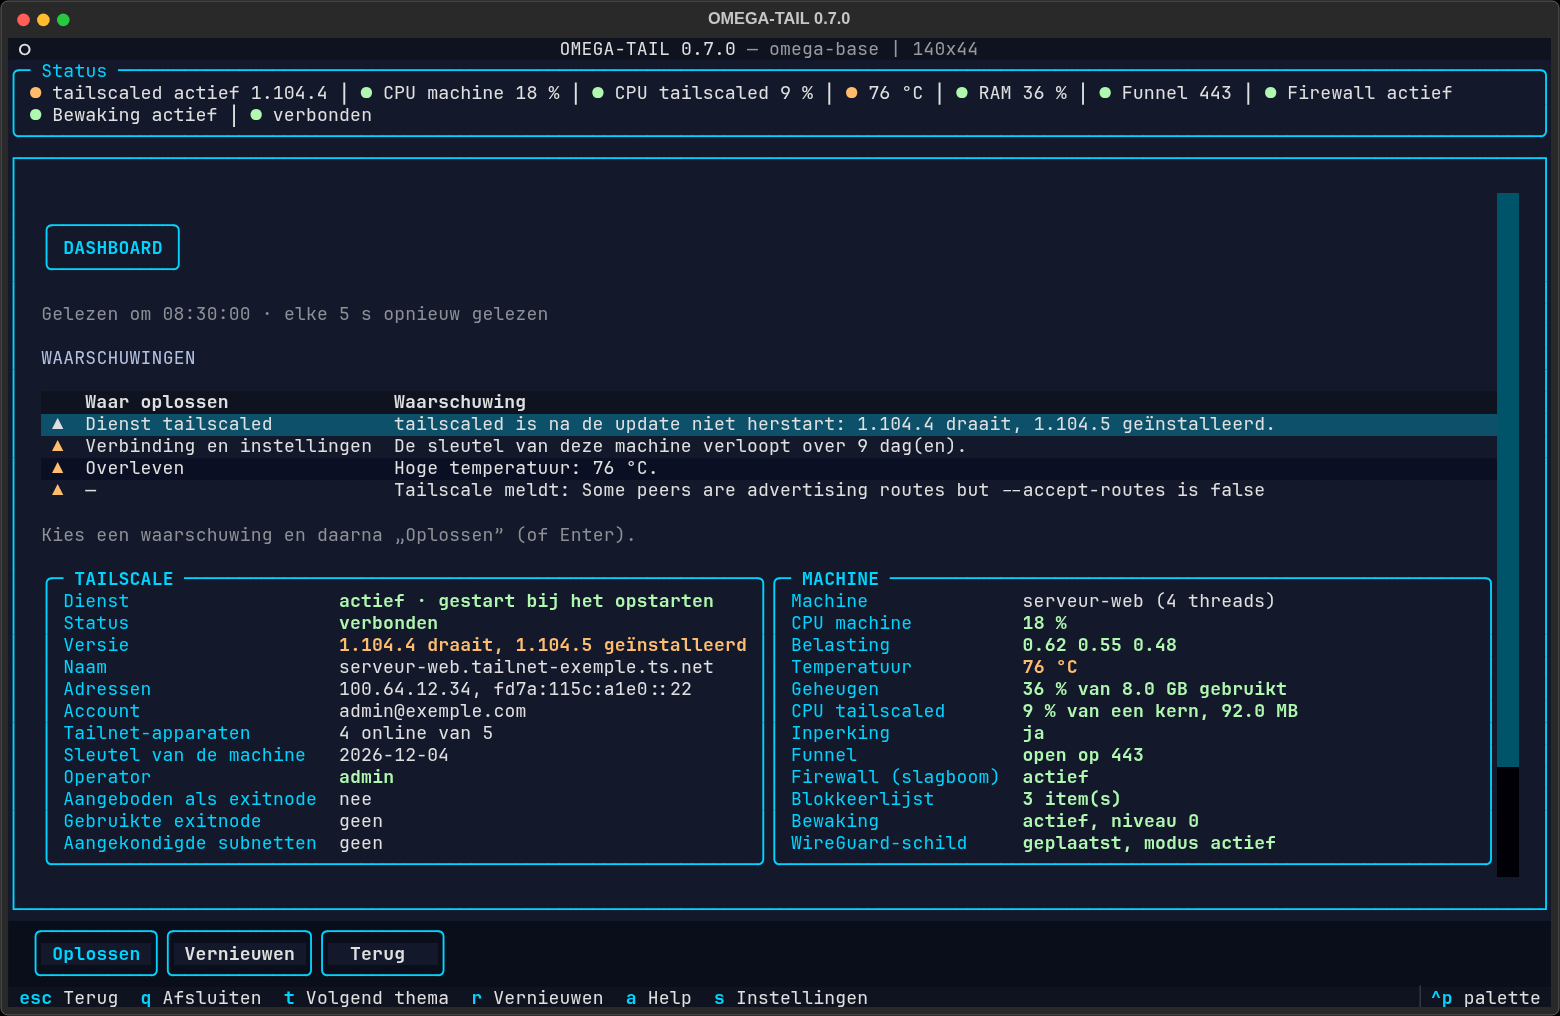 OMEGA-TAIL 0.7.0
O OMEGA-TAIL 0.7.0 — omega-base | 140x44
Status
● tailscaled actief 1.104.4 │ ● CPU machine 18 % │ ● CPU tailscaled 9 % │ ● 76 °C │ ● RAM 36 % │ ● Funnel 443 │ ● Firewall actief
● Bewaking actief │ ● verbonden
DASHBOARD
Gelezen om 08:30:00 · elke 5 s opnieuw gelezen
WAARSCHUWINGEN
Waar oplossen Waarschuwing
▲ Dienst tailscaled tailscaled is na de update niet herstart: 1.104.4 draait, 1.104.5 geïnstalleerd.
▲ Verbinding en instellingen De sleutel van deze machine verloopt over 9 dag(en).
▲ Overleven Hoge temperatuur: 76 °C.
▲ — Tailscale meldt: Some peers are advertising routes but --accept-routes is false
Kies een waarschuwing en daarna „Oplossen” (of Enter).
TAILSCALE
Dienst actief · gestart bij het opstarten
Status verbonden
Versie 1.104.4 draait, 1.104.5 geïnstalleerd
Naam serveur-web.tailnet-exemple.ts.net
Adressen 100.64.12.34, fd7a:115c:a1e0::22
Account admin@exemple.com
Tailnet-apparaten 4 online van 5
Sleutel van de machine 2026-12-04
Operator admin
Aangeboden als exitnode nee
Gebruikte exitnode geen
Aangekondigde subnetten geen
MACHINE
Machine serveur-web (4 threads)
CPU machine 18 %
Belasting 0.62 0.55 0.48
Temperatuur 76 °C
Geheugen 36 % van 8.0 GB gebruikt
CPU tailscaled 9 % van een kern, 92.0 MB
Inperking ja
Funnel open op 443
Firewall (slagboom) actief
Blokkeerlijst 3 item(s)
Bewaking actief, niveau 0
WireGuard-schild geplaatst, modus actief
Oplossen Vernieuwen Terug
esc Terug q Afsluiten t Volgend thema r Vernieuwen a Help s Instellingen ^p palette